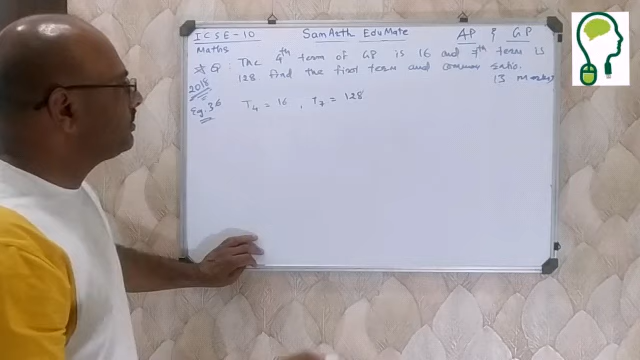 ICSE-10 SamArth EduMate AP & GP
Maths
* Q: The 4th term of GP is 16 and 7th term is
2018 128 find the first term and common ratio.
[3 marks]
Eg.36 T4 = 16 , T7 = 128